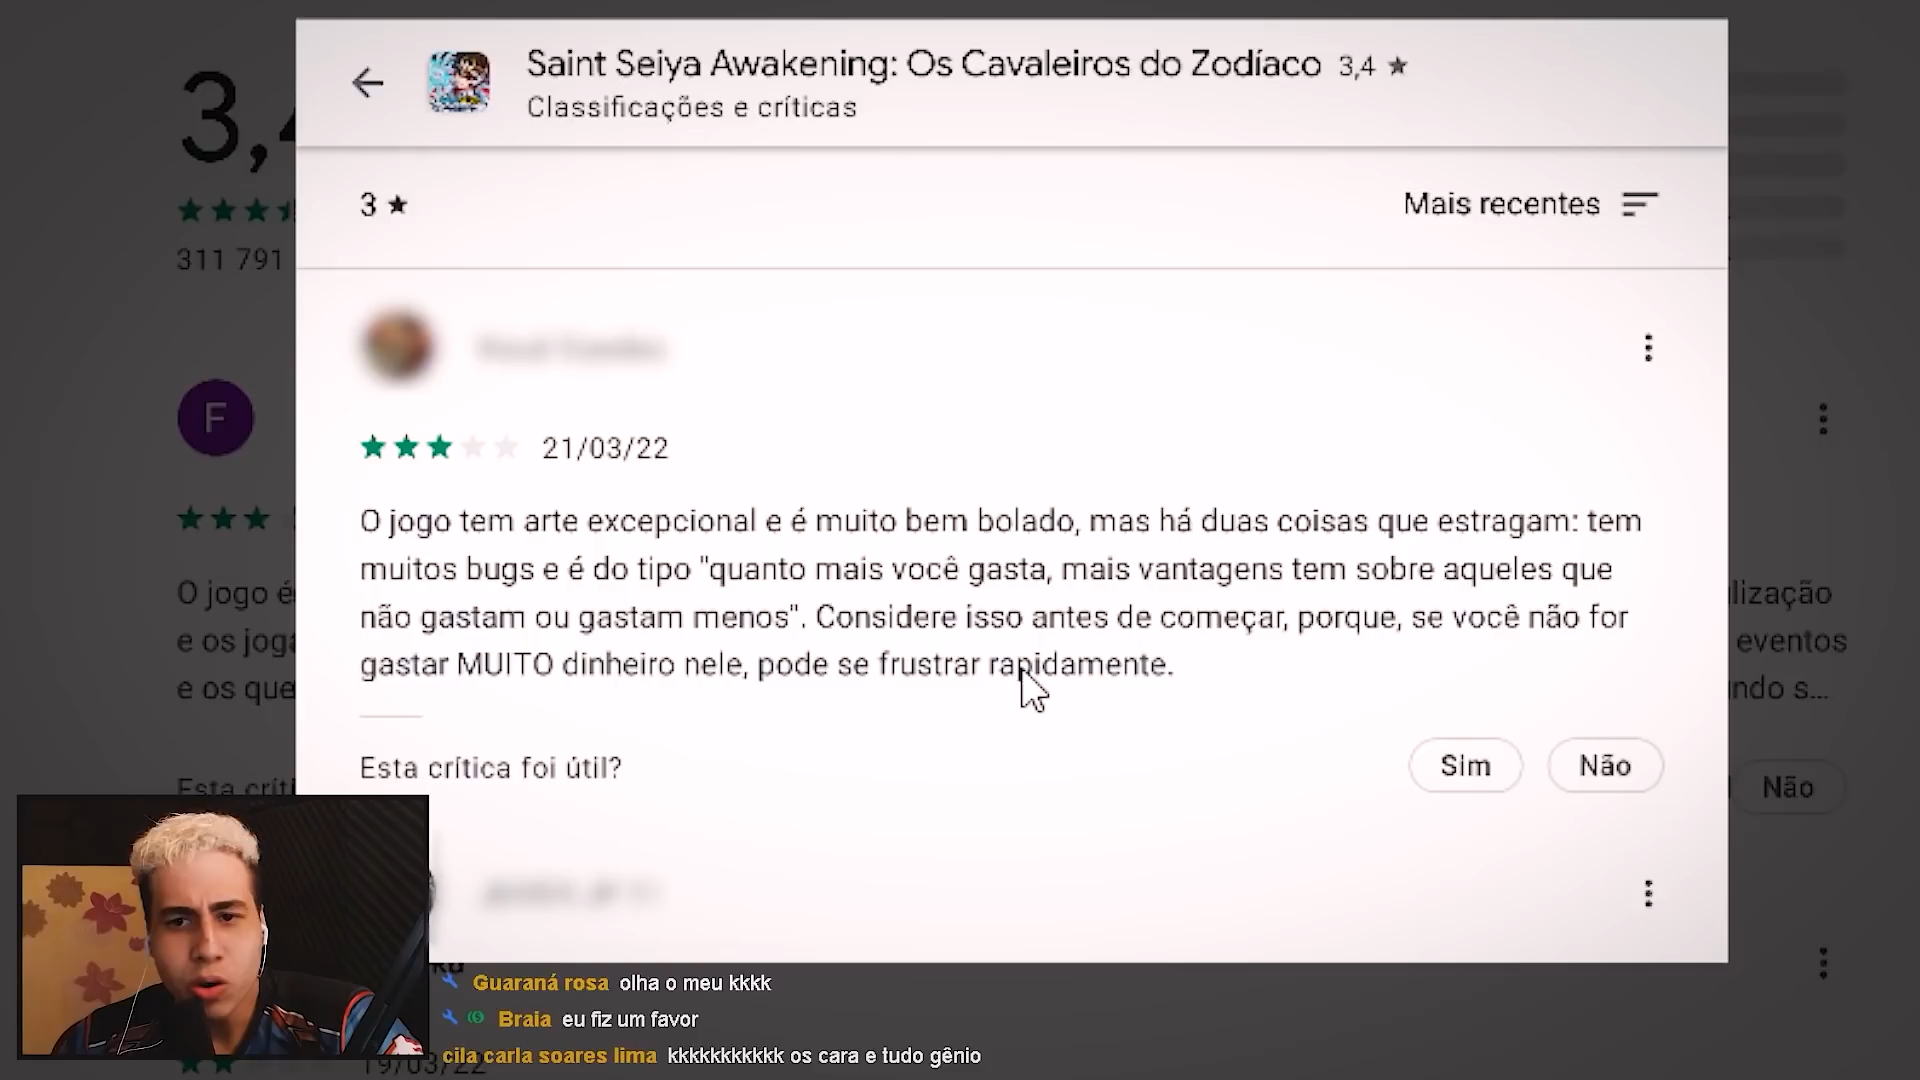 Saint Seiya Awakening: Os Cavaleiros do Zodíaco 3,4 ★
Classificações e críticas
3 ★
Mais recentes
21/03/22
O jogo tem arte excepcional e é muito bem bolado, mas há duas coisas que estragam: tem
muitos bugs e é do tipo "quanto mais você gasta, mais vantagens tem sobre aqueles que
não gastam ou gastam menos". Considere isso antes de começar, porque, se você não for
gastar MUITO dinheiro nele, pode se frustrar rapidamente.
Esta crítica foi útil?
Sim
Não
3,4
311 791
F
O jogo é
e os joga
e os que
Esta críti
lização
eventos
ndo s...
Não
Guaraná rosa olha o meu kkkk
Braia eu fiz um favor
cila carla soares lima kkkkkkkkkkk os cara e tudo gênio
19/03/22